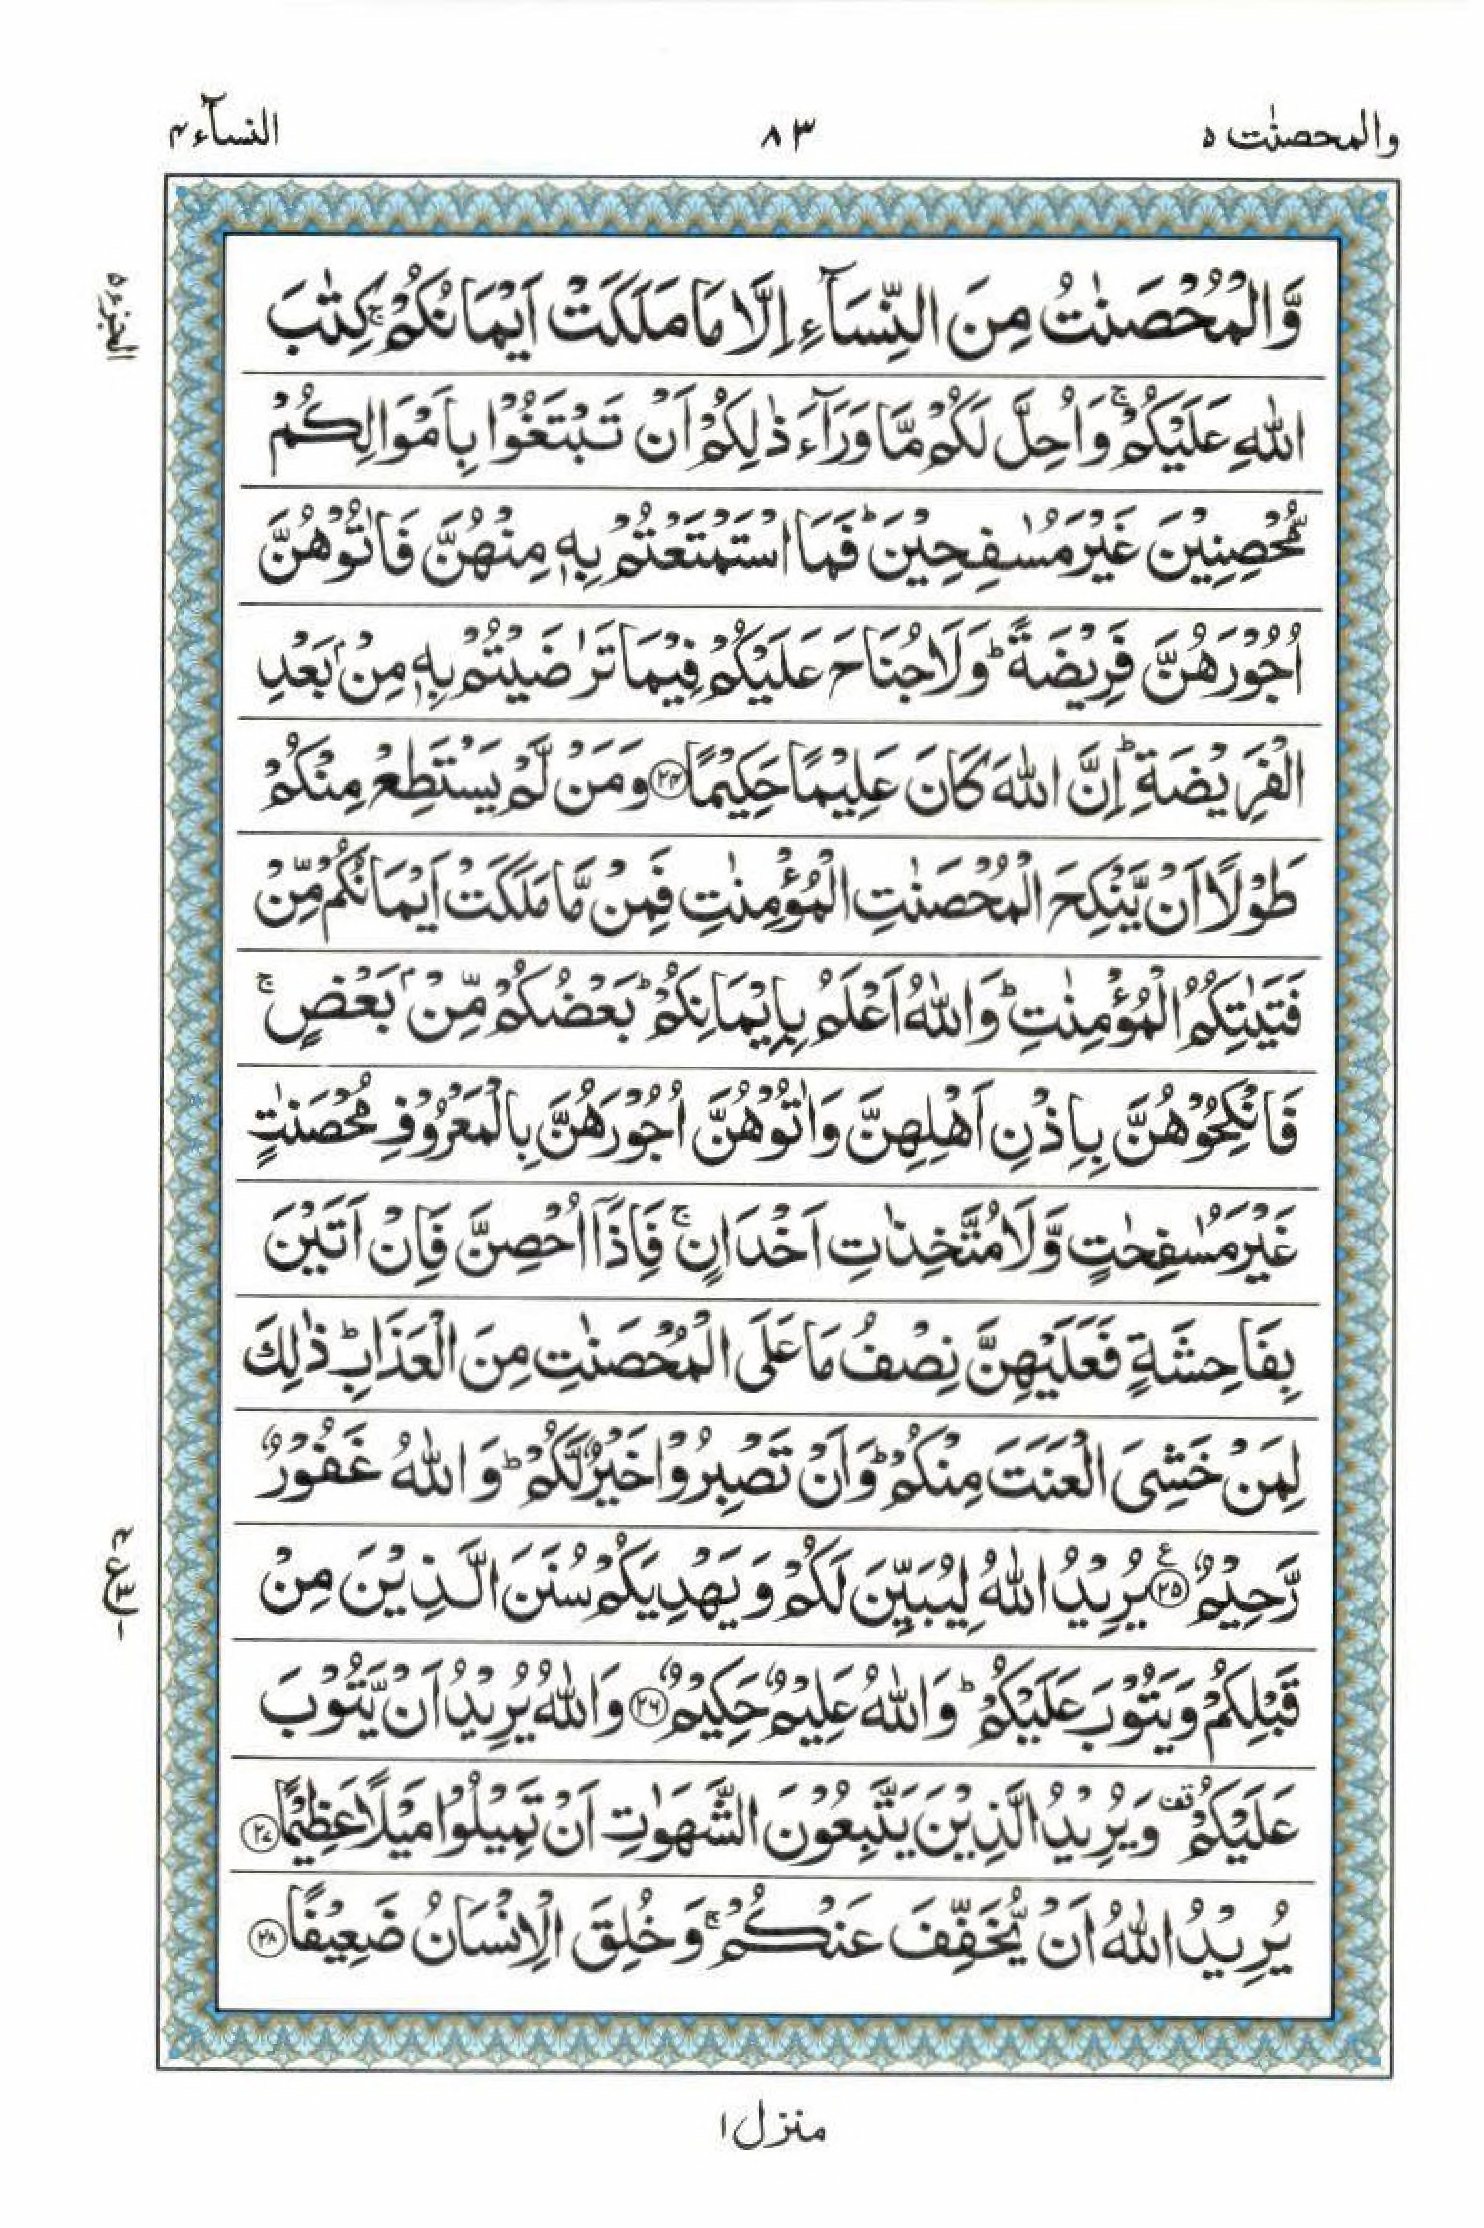 والمحصنٰت ٥
٨٣
النسآء ٤
وَّالْمُحْصَنٰتُ مِنَ النِّسَآءِ اِلَّا مَا مَلَكَتْ اَيْمَانُكُمْ ۚ كِتٰبَ
اللّٰهِ عَلَيْكُمْ ۚ وَاُحِلَّ لَكُمْ مَّا وَرَآءَ ذٰلِكُمْ اَنْ تَبْتَغُوْا بِاَمْوَالِكُمْ
مُّحْصِنِيْنَ غَيْرَ مُسٰفِحِيْنَ ؕ فَمَا اسْتَمْتَعْتُمْ بِهٖ مِنْهُنَّ فَاٰتُوْهُنَّ
اُجُوْرَهُنَّ فَرِيْضَةً ؕ وَلَا جُنَاحَ عَلَيْكُمْ فِيْمَا تَرٰضَيْتُمْ بِهٖ مِنْۢ بَعْدِ
الْفَرِيْضَةِ ؕ اِنَّ اللّٰهَ كَانَ عَلِيْمًا حَكِيْمًا ﴿٢٤﴾ وَمَنْ لَّمْ يَسْتَطِعْ مِنْكُمْ
طَوْلًا اَنْ يَّنْكِحَ الْمُحْصَنٰتِ الْمُؤْمِنٰتِ فَمِنْ مَّا مَلَكَتْ اَيْمَانُكُمْ مِّنْ
فَتَيٰتِكُمُ الْمُؤْمِنٰتِ ؕ وَاللّٰهُ اَعْلَمُ بِاِيْمَانِكُمْ ؕ بَعْضُكُمْ مِّنْۢ بَعْضٍ ۚ
فَانْكِحُوْهُنَّ بِاِذْنِ اَهْلِهِنَّ وَاٰتُوْهُنَّ اُجُوْرَهُنَّ بِالْمَعْرُوْفِ مُحْصَنٰتٍ
غَيْرَ مُسٰفِحٰتٍ وَّلَا مُتَّخِذٰتِ اَخْدَانٍ ۚ فَاِذَآ اُحْصِنَّ فَاِنْ اَتَيْنَ
بِفَاحِشَةٍ فَعَلَيْهِنَّ نِصْفُ مَا عَلَى الْمُحْصَنٰتِ مِنَ الْعَذَابِ ؕ ذٰلِكَ
لِمَنْ خَشِىَ الْعَنَتَ مِنْكُمْ ؕ وَاَنْ تَصْبِرُوْا خَيْرٌ لَّكُمْ ؕ وَاللّٰهُ غَفُوْرٌ
رَّحِيْمٌ ﴿٢٥﴾ ع يُرِيْدُ اللّٰهُ لِيُبَيِّنَ لَكُمْ وَيَهْدِيَكُمْ سُنَنَ الَّذِيْنَ مِنْ
قَبْلِكُمْ وَيَتُوْبَ عَلَيْكُمْ ؕ وَاللّٰهُ عَلِيْمٌ حَكِيْمٌ ﴿٢٦﴾ وَاللّٰهُ يُرِيْدُ اَنْ يَّتُوْبَ
عَلَيْكُمْ قف وَيُرِيْدُ الَّذِيْنَ يَتَّبِعُوْنَ الشَّهَوٰتِ اَنْ تَمِيْلُوْا مَيْلًا عَظِيْمًا ﴿٢٧﴾
يُرِيْدُ اللّٰهُ اَنْ يُّخَفِّفَ عَنْكُمْ ۚ وَخُلِقَ الْاِنْسَانُ ضَعِيْفًا ﴿٢٨﴾
الجزء ٥
منزل ١